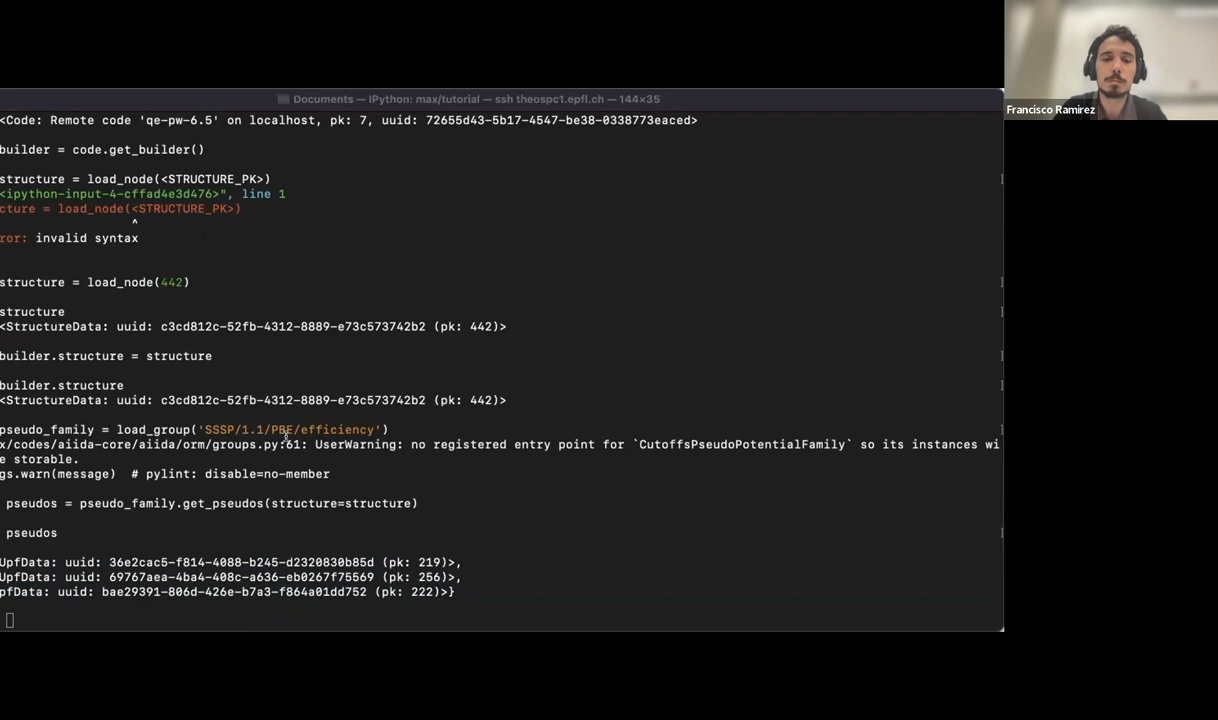 Documents — IPython: max/tutorial — ssh theospc1.epfl.ch — 144×35
<Code: Remote code 'qe-pw-6.5' on localhost, pk: 7, uuid: 72655d43-5b17-4547-be38-0338773eaced>
builder = code.get_builder()
structure = load_node(<STRUCTURE_PK>)
<ipython-input-4-cffad4e3d476>", line 1
cture = load_node(<STRUCTURE_PK>)
^
ror: invalid syntax
structure = load_node(442)
structure
<StructureData: uuid: c3cd812c-52fb-4312-8889-e73c573742b2 (pk: 442)>
builder.structure = structure
builder.structure
<StructureData: uuid: c3cd812c-52fb-4312-8889-e73c573742b2 (pk: 442)>
pseudo_family = load_group('SSSP/1.1/PBE/efficiency')
x/codes/aiida-core/aiida/orm/groups.py:61: UserWarning: no registered entry point for `CutoffsPseudoPotentialFamily` so its instances wi
e storable.
gs.warn(message)  # pylint: disable=no-member
pseudos = pseudo_family.get_pseudos(structure=structure)
pseudos
UpfData: uuid: 36e2cac5-f814-4088-b245-d2320830b85d (pk: 219)>,
UpfData: uuid: 69767aea-4ba4-408c-a636-eb0267f75569 (pk: 256)>,
pfData: uuid: bae29391-806d-426e-b7a3-f864a01dd752 (pk: 222)>}
Francisco Ramirez